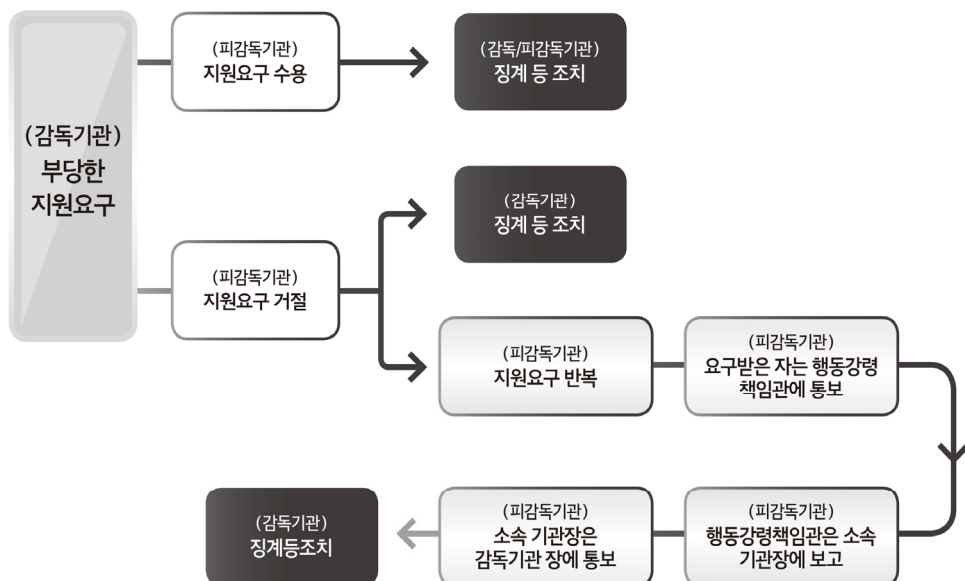 (감독기관)
부당한
지원요구
(피감독기관)
지원요구 수용
(감독/피감독기관)
징계 등 조치
(피감독기관)
지원요구 거절
(감독기관)
징계 등 조치
(피감독기관)
지원요구 반복
(피감독기관)
요구받은 자는 행동강령
책임관에 통보
(피감독기관)
행동강령책임관은 소속
기관장에 보고
(피감독기관)
소속 기관장은
감독기관 장에 통보
(감독기관)
징계등조치